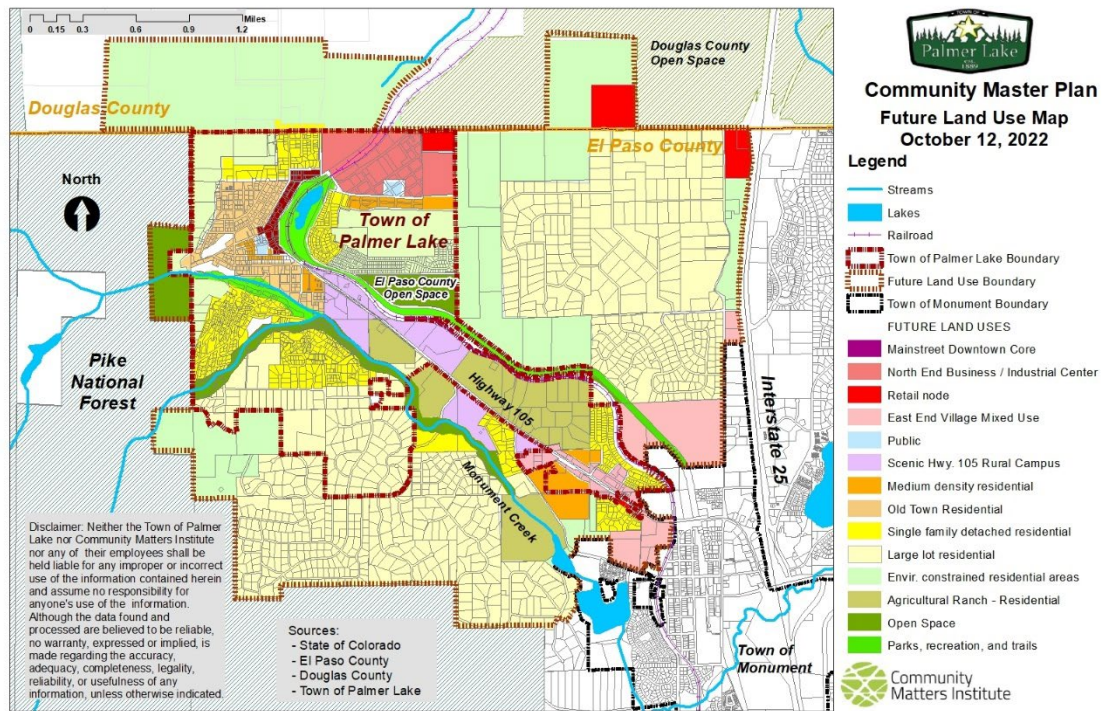 Miles
0 0.15 0.3 0.6 0.9 1.2
Douglas County
Open Space
Douglas County
El Paso County
North
Town of
Palmer Lake
El Paso County
Open Space
Pike
National
Forest
Highway 105
Interstate 25
Monument Creek
Town of
Monument
Disclaimer: Neither the Town of Palmer
Lake nor Community Matters Institute
nor any of their employees shall be
held liable for any improper or incorrect
use of the information contained herein
and assume no responsibility for
anyone's use of the information.
Although the data found and
processed are believed to be reliable,
no warranty, expressed or implied, is
made regarding the accuracy,
adequacy, completeness, legality,
reliability, or usefulness of any
information, unless otherwise indicated.
Sources:
- State of Colorado
- El Paso County
- Douglas County
- Town of Palmer Lake
TOWN OF
Palmer Lake
EST.
1889
Community Master Plan
Future Land Use Map
October 12, 2022
Legend
Streams
Lakes
Railroad
Town of Palmer Lake Boundary
Future Land Use Boundary
Town of Monument Boundary
FUTURE LAND USES
Mainstreet Downtown Core
North End Business / Industrial Center
Retail node
East End Village Mixed Use
Public
Scenic Hwy. 105 Rural Campus
Medium density residential
Old Town Residential
Single family detached residential
Large lot residential
Envir. constrained residential areas
Agricultural Ranch - Residential
Open Space
Parks, recreation, and trails
Community
Matters Institute